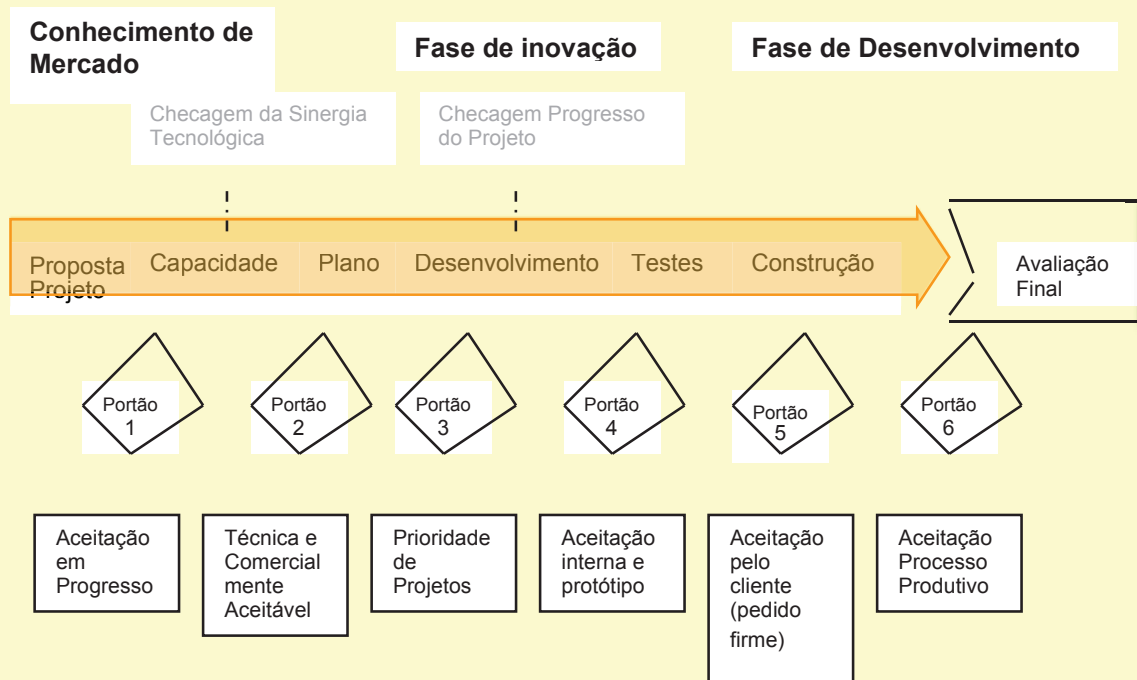 Conhecimento de
Mercado
Fase de inovação
Fase de Desenvolvimento
Checagem da Sinergia
Tecnológica
Checagem Progresso
do Projeto
Proposta
Projeto
Capacidade
Plano
Desenvolvimento
Testes
Construção
Avaliação
Final
Portão
1
Portão
2
Portão
3
Portão
4
Portão
5
Portão
6
Aceitação
em
Progresso
Técnica e
Comercial
mente
Aceitável
Prioridade
de
Projetos
Aceitação
interna e
protótipo
Aceitação
pelo
cliente
(pedido
firme)
Aceitação
Processo
Produtivo